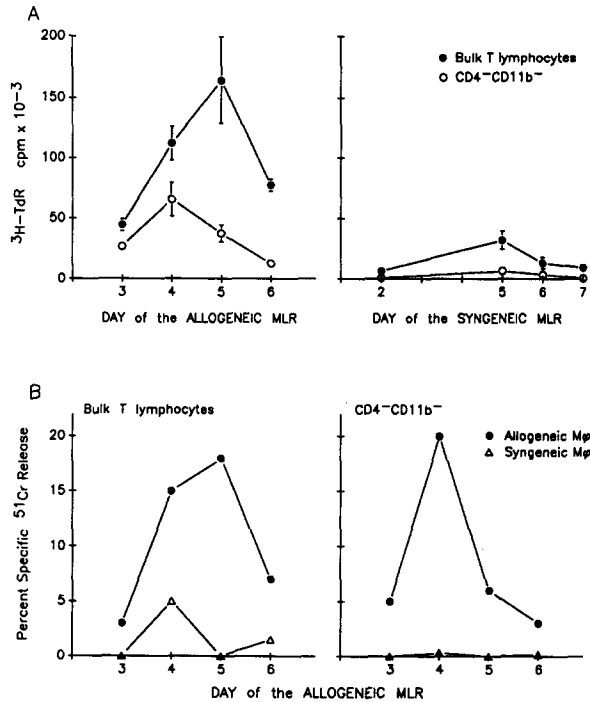 A
³H-TdR cpm x 10⁻³
200
150
100
50
0
3 4 5 6
DAY of the ALLOGENEIC MLR
● Bulk T lymphocytes
○ CD4⁻CD11b⁻
2 5 6 7
DAY of the SYNGENEIC MLR
B
Bulk T lymphocytes
Percent Specific ⁵¹Cr Release
20
15
10
5
0
3 4 5 6
CD4⁻CD11b⁻
● Allogeneic Mφ
△ Syngeneic Mφ
3 4 5 6
DAY of the ALLOGENEIC MLR